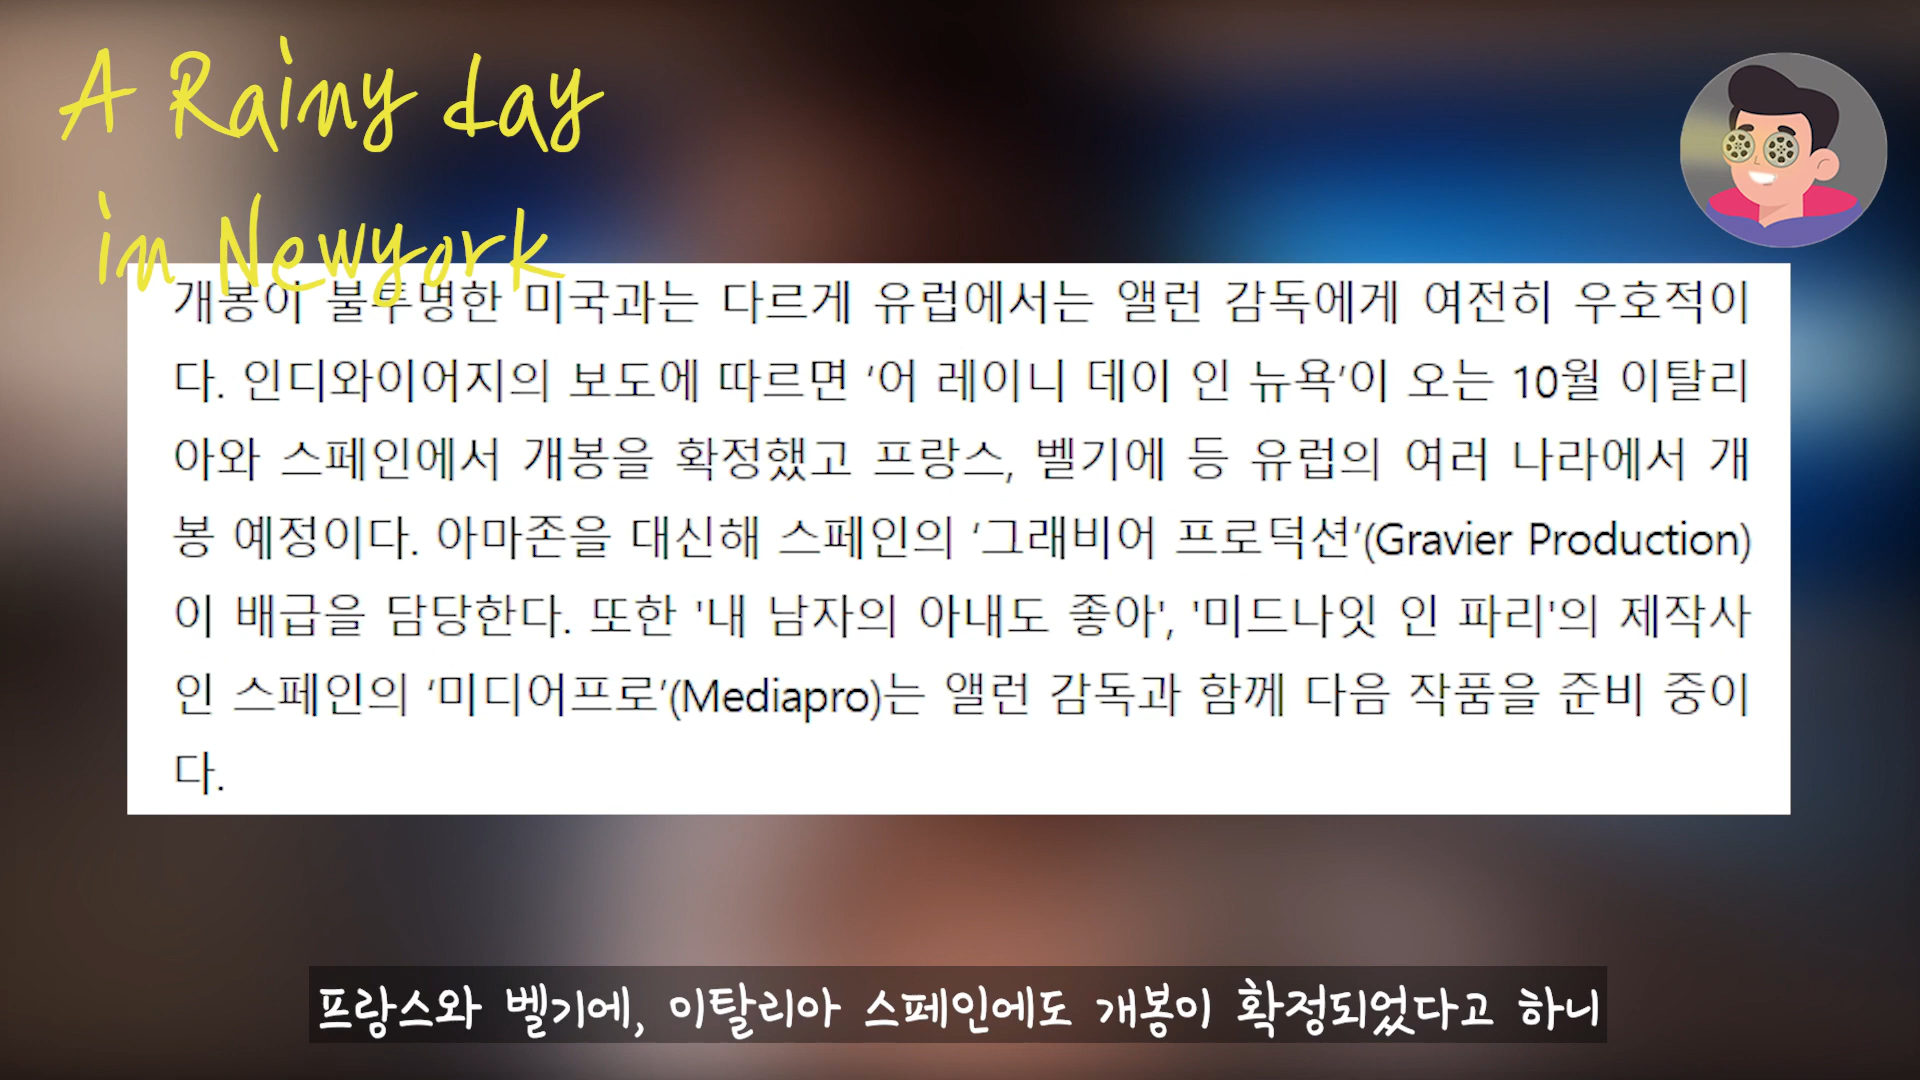 A Rainy day
in Newyork
개봉이 불투명한 미국과는 다르게 유럽에서는 앨런 감독에게 여전히 우호적이
다. 인디와이어지의 보도에 따르면 ‘어 레이니 데이 인 뉴욕’이 오는 10월 이탈리
아와 스페인에서 개봉을 확정했고 프랑스, 벨기에 등 유럽의 여러 나라에서 개
봉 예정이다. 아마존을 대신해 스페인의 ‘그래비어 프로덕션’(Gravier Production)
이 배급을 담당한다. 또한 '내 남자의 아내도 좋아', '미드나잇 인 파리'의 제작사
인 스페인의 ‘미디어프로’(Mediapro)는 앨런 감독과 함께 다음 작품을 준비 중이
다.
프랑스와 벨기에, 이탈리아 스페인에도 개봉이 확정되었다고 하니